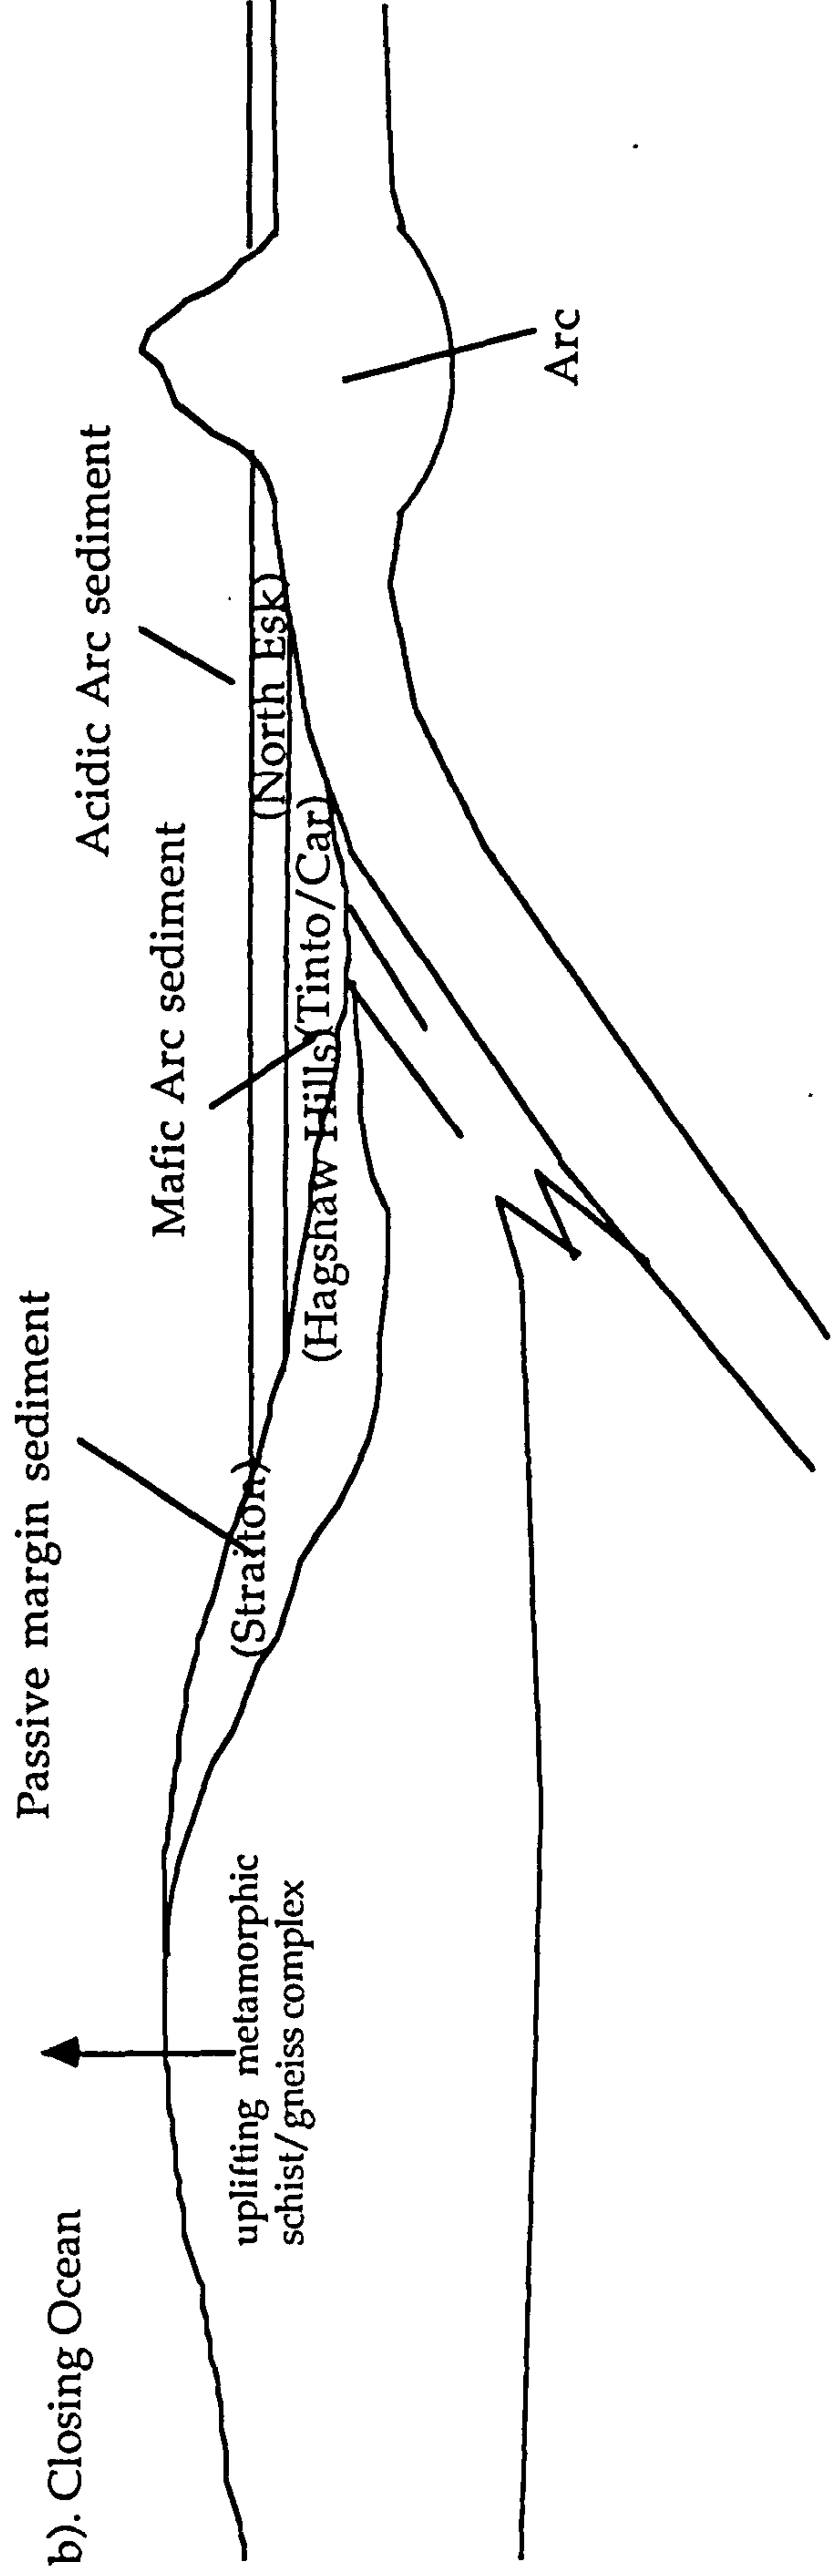 b). Closing Ocean
Passive margin sediment
Mafic Arc sediment
Acidic Arc sediment
uplifting metamorphic
schist/gneiss complex
(Straiton)
(Hagshaw Hills)
(Tinto/Car)
(North Esk)
Arc